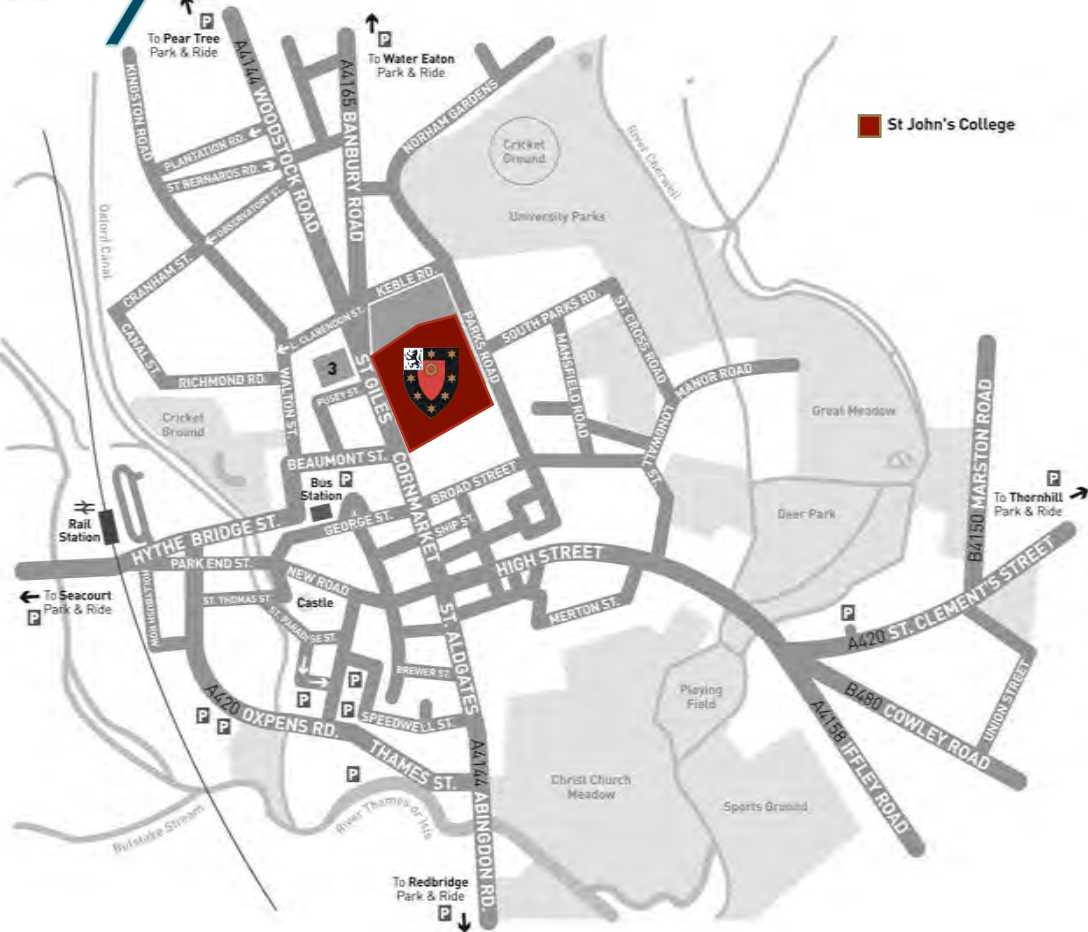 To Pear Tree
Park & Ride
P
A4144 WOODSTOCK ROAD
P
To Water Eaton
Park & Ride
A4165 BANBURY ROAD
KINGSTON ROAD
PLANTATION RD.
ST BERNARDS RD.
OBSERVATORY ST.
NORHAM GARDENS
Cricket
Ground
University Parks
River Cherwell
St John's College
Oxford Canal
CRANHAM ST.
CANAL ST.
RICHMOND RD.
WALTON ST.
L. CLARENDON ST.
KEBLE RD.
PARKS ROAD
SOUTH PARKS RD.
ST. CROSS ROAD
MANSFIELD ROAD
MANOR ROAD
LONGWALL ST.
3
PUSEY ST.
ST GILES
Great Meadow
B4150 MARSTON ROAD
Cricket
Ground
BEAUMONT ST.
Bus
Station
P
CORNMARKET
BROAD STREET
GEORGE ST.
SHIP ST.
Deer Park
P
To Thornhill
Park & Ride
Rail
Station
HYTHE BRIDGE ST.
PARK END ST.
HIGH STREET
NEW ROAD
Castle
To Seacourt
Park & Ride
P
HOLLYBUSH ROW
ST. THOMAS ST.
ST. PARADISE ST.
ST. ALDGATES
MERTON ST.
P
A420 ST. CLEMENT'S STREET
BREWER ST.
P
P
P
P
P
SPEEDWELL ST.
A420 OXPENS RD.
THAMES ST.
P
Playing
Field
B480 COWLEY ROAD
UNION STREET
A4158 IFFLEY ROAD
A4144 ABINGDON RD.
Christ Church
Meadow
Sports Ground
Bulstake Stream
River Thames or Isis
To Redbridge
Park & Ride
P